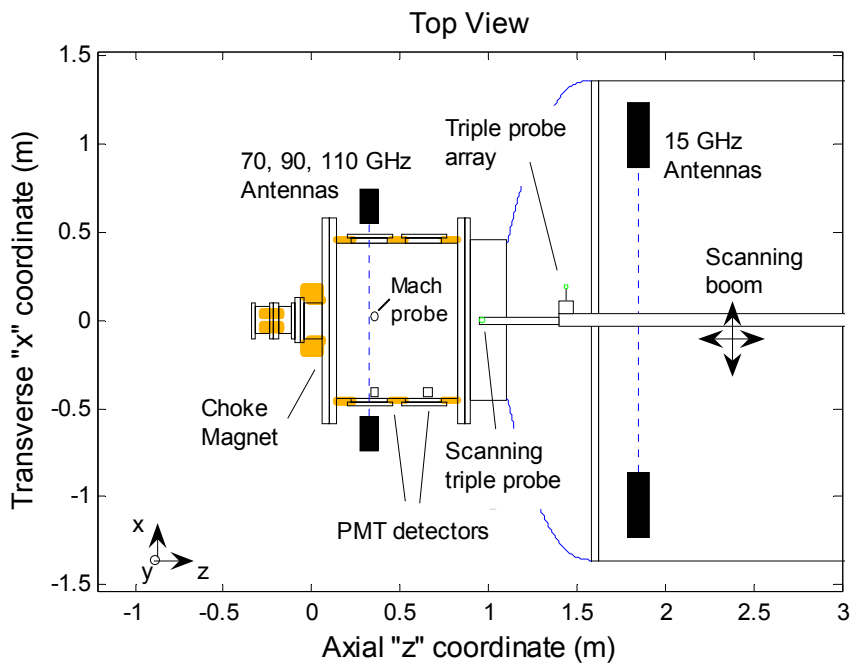 Top View
1.5
1
0.5
0
-0.5
-1
-1.5
Transverse "x" coordinate (m)
70, 90, 110 GHz
Antennas
Triple probe
array
15 GHz
Antennas
Mach
probe
Scanning
boom
Choke
Magnet
Scanning
triple probe
PMT detectors
x
y
z
-1
-0.5
0
0.5
1
1.5
2
2.5
3
Axial "z" coordinate (m)